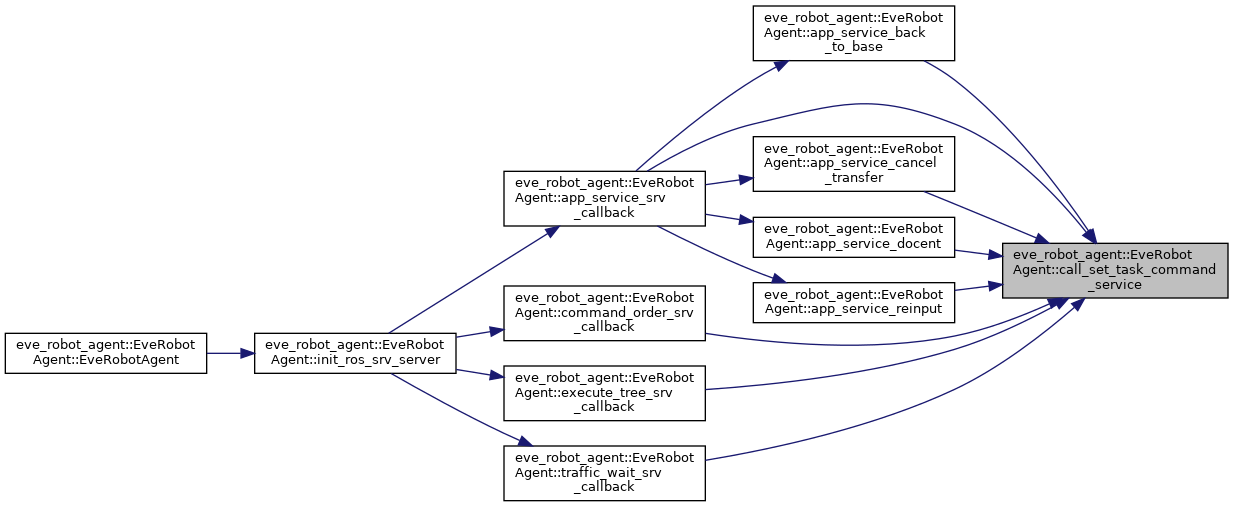 eve_robot_agent::EveRobot
Agent::app_service_back
_to_base
eve_robot_agent::EveRobot
Agent::app_service_cancel
_transfer
eve_robot_agent::EveRobot
Agent::app_service_srv
_callback
eve_robot_agent::EveRobot
Agent::app_service_docent
eve_robot_agent::EveRobot
Agent::call_set_task_command
_service
eve_robot_agent::EveRobot
Agent::app_service_reinput
eve_robot_agent::EveRobot
Agent::command_order_srv
_callback
eve_robot_agent::EveRobot
Agent::EveRobotAgent
eve_robot_agent::EveRobot
Agent::init_ros_srv_server
eve_robot_agent::EveRobot
Agent::execute_tree_srv
_callback
eve_robot_agent::EveRobot
Agent::traffic_wait_srv
_callback